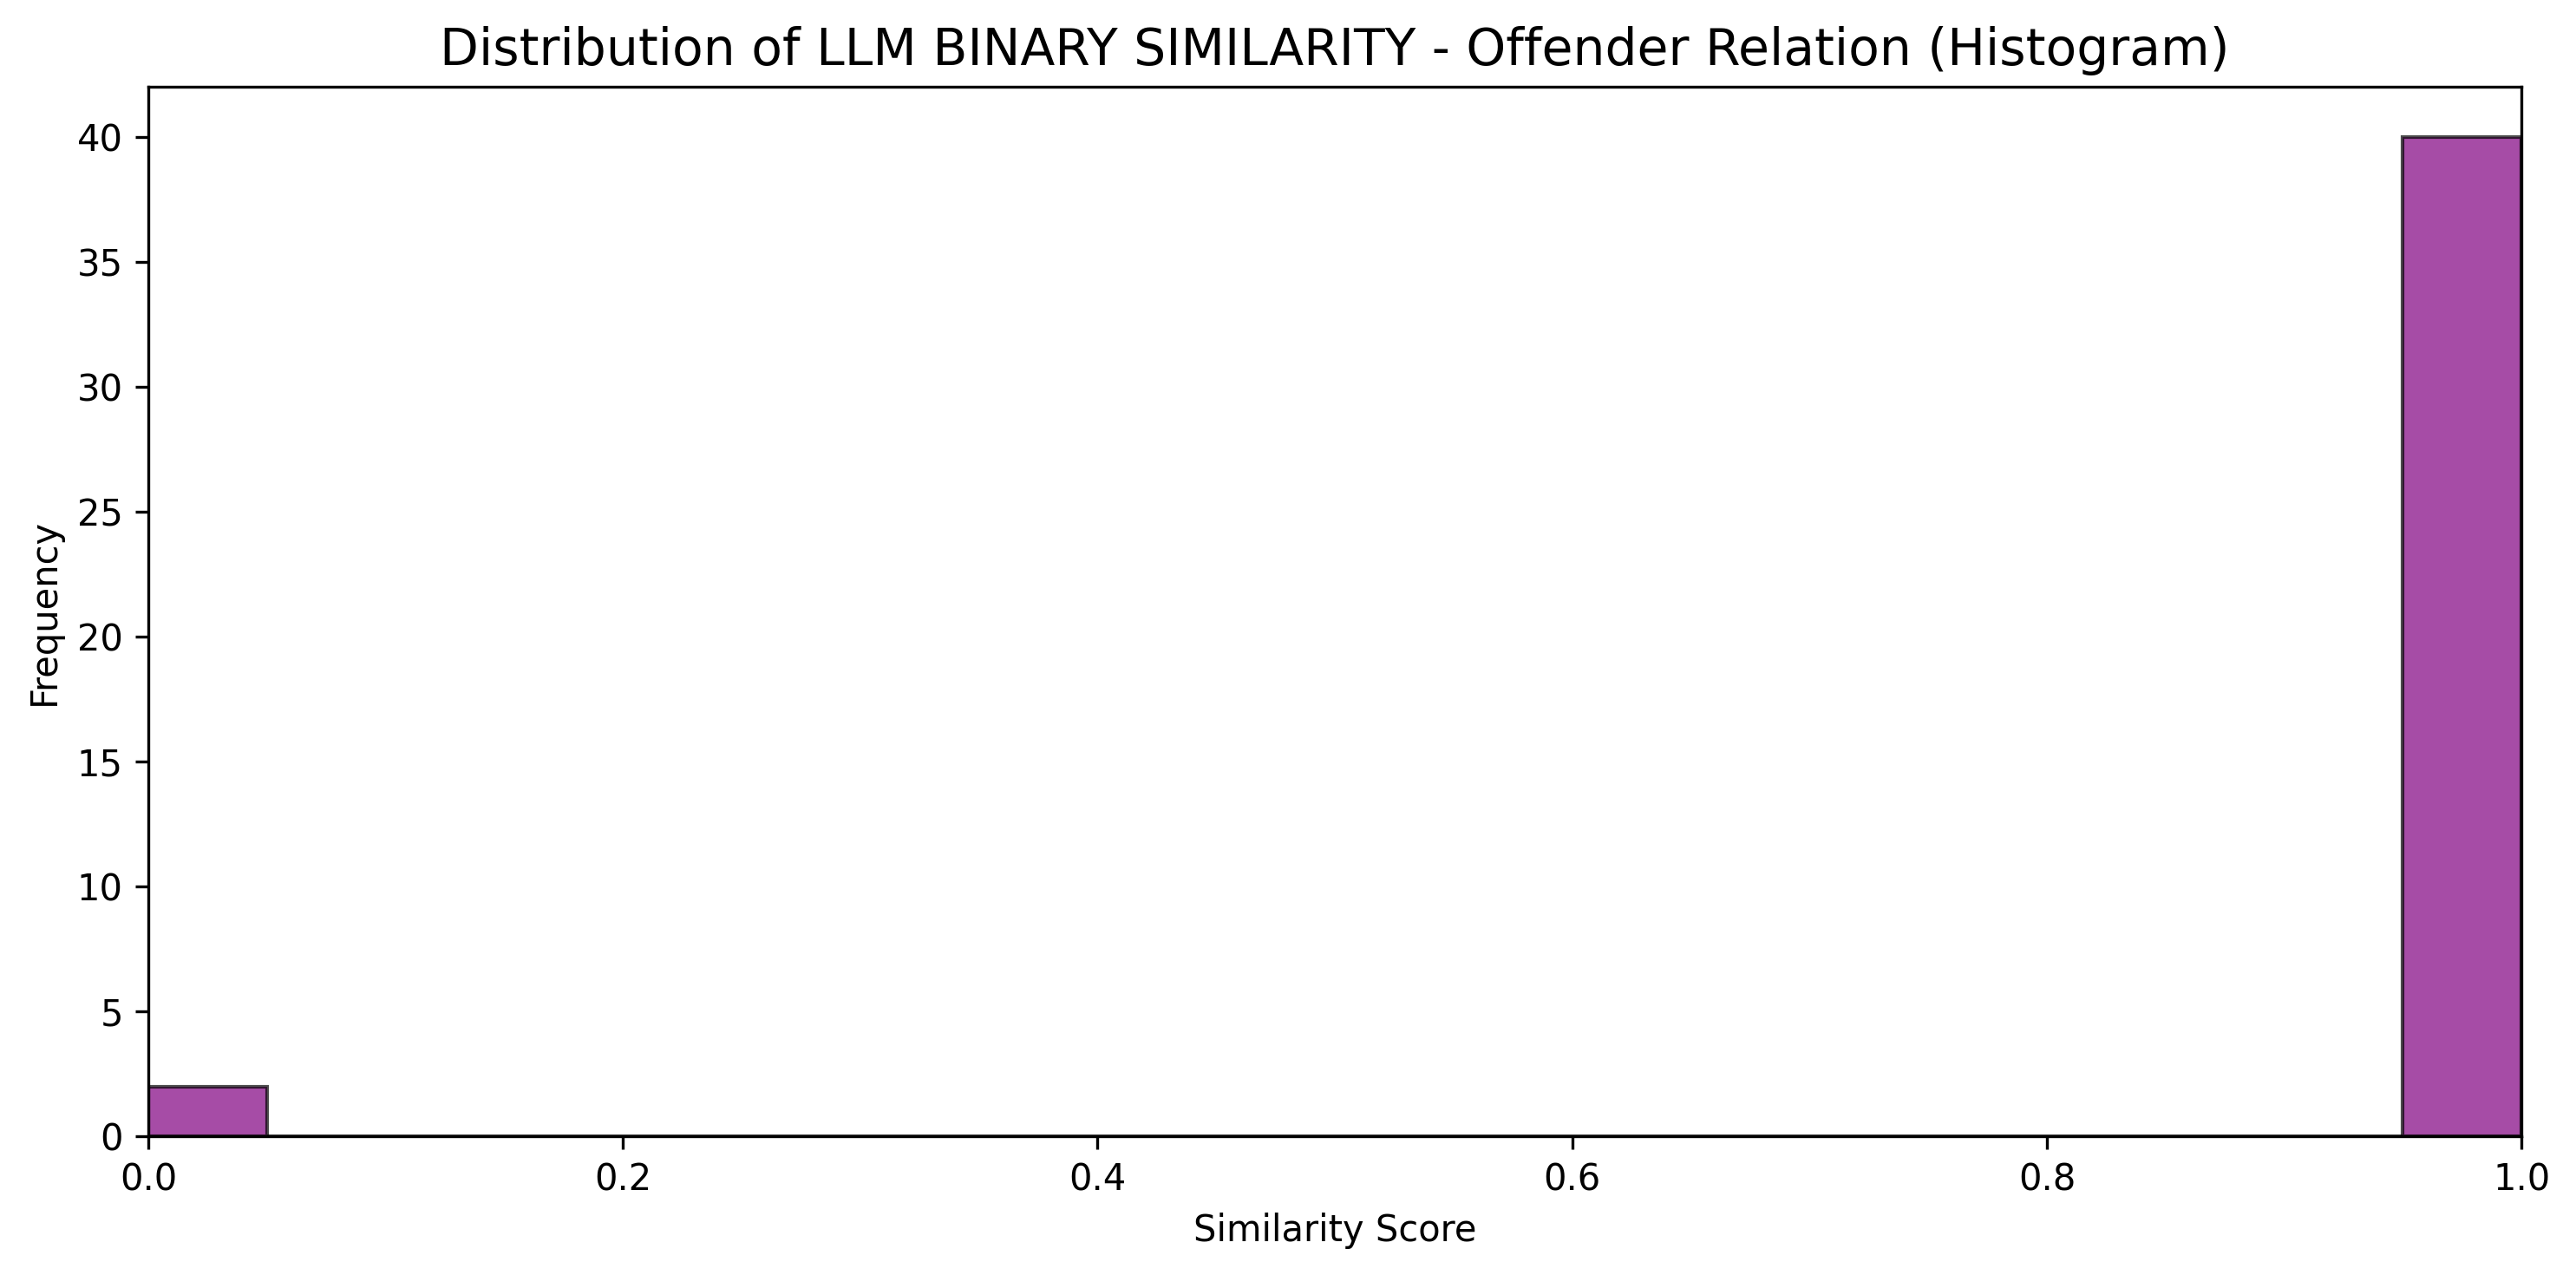 Distribution of LLM BINARY SIMILARITY - Offender Relation (Histogram)
40
35
30
25
20
15
10
5
0
Frequency
0.0 0.2 0.4 0.6 0.8 1.0
Similarity Score